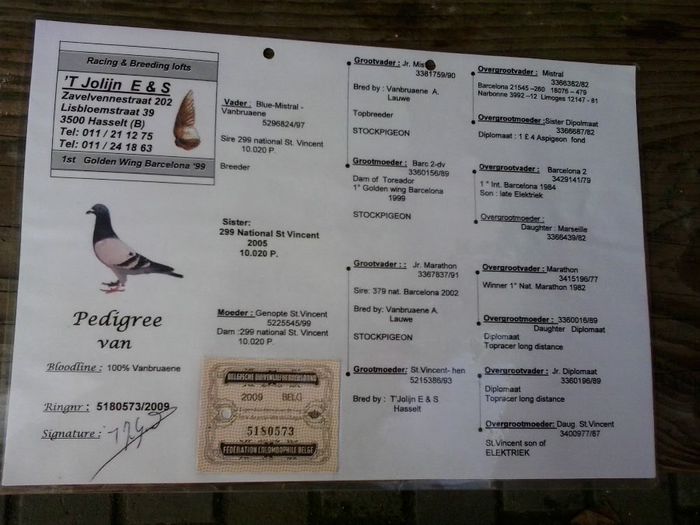 Racing & Breeding lofts
'T Jolijn E & S
Zavelvennestraat 202
Lisbloemstraat 39
3500 Hasselt (B)
Tel: 011 / 21 12 75
Tel: 011 / 24 18 63
1st Golden Wing Barcelona '99
Pedigree
van
Bloodline : 100% Vanbruaene
Ringnr : 5180573/2009
Signature :
Vader : Blue-Mistral -
Vanbruaene
5296824/97
Sire 299 national St. Vincent
10.020 P.
Breeder
Sister:
299 National St Vincent
2005
10.020 P.
Moeder : Genopte St.Vincent
5225545/99
Dam :299 national St. Vincent
10.020 P.
BELGISCHE DUIVENLIEFHEBBERSBOND
2009 BELG
5180573
FEDERATION COLOMBOPHILE BELGE
Grootvader : Jr. Mistral
3381759/90
Bred by : Vanbruaene A.
Lauwe
Topbreeder
STOCKPIGEON
Grootmoeder : Barc 2-dv
3360156/89
Dam of Toreador
1° Golden wing Barcelona
1999
STOCKPIGEON
Grootvader : : Jr. Marathon
3367837/91
Sire: 379 nat. Barcelona 2002
Bred by: Vanbruaene A.
Lauwe
STOCKPIGEON
Grootmoeder: St.Vincent- hen
5215386/93
Bred by : T'Jolijn E & S
Hasselt
Overgrootvader : Mistral
3366382/82
Barcelona 21545 –260 18076 – 479
Narbonne 3992 –12 Limoges 12147 - 81
Overgrootmoeder:Sister Dipolmaat
3366687/82
Diplomaat : 1 £ 4 Aspigeon fond
Overgrootvader : Barcelona 2
3429141/79
1 ° Int. Barcelona 1984
Son : late Elektriek
Overgrootmoeder :
Daughter : Marseille
3366439/82
Overgrootvader : Marathon
3415196/77
Winner 1° Nat. Marathon 1982
Overgrootmoeder : 3360016/89
Daughter Diplomaat
Diplomaat
Topracer long distance
Overgrootvader : Jr. Diplomaat
3360196/89
Diplomaat
Topracer long distance
Overgrootmoeder: Daug. St.Vincent
3400977/87
St.Vincent son of
ELEKTRIEK